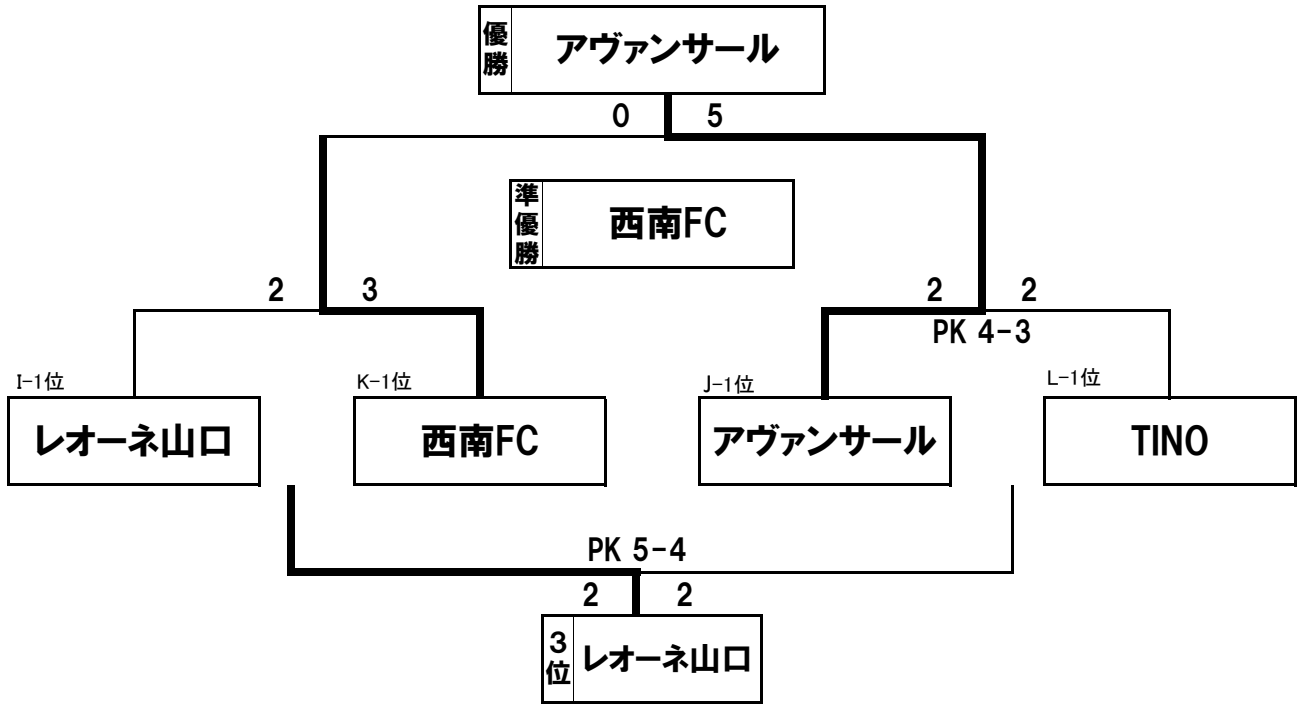 優勝
アヴァンサール
0 5
準優勝
西南FC
2 3
2 2
PK 4-3
I-1位
K-1位
J-1位
L-1位
レオーネ山口
西南FC
アヴァンサール
TINO
PK 5-4
2 2
3位
レオーネ山口